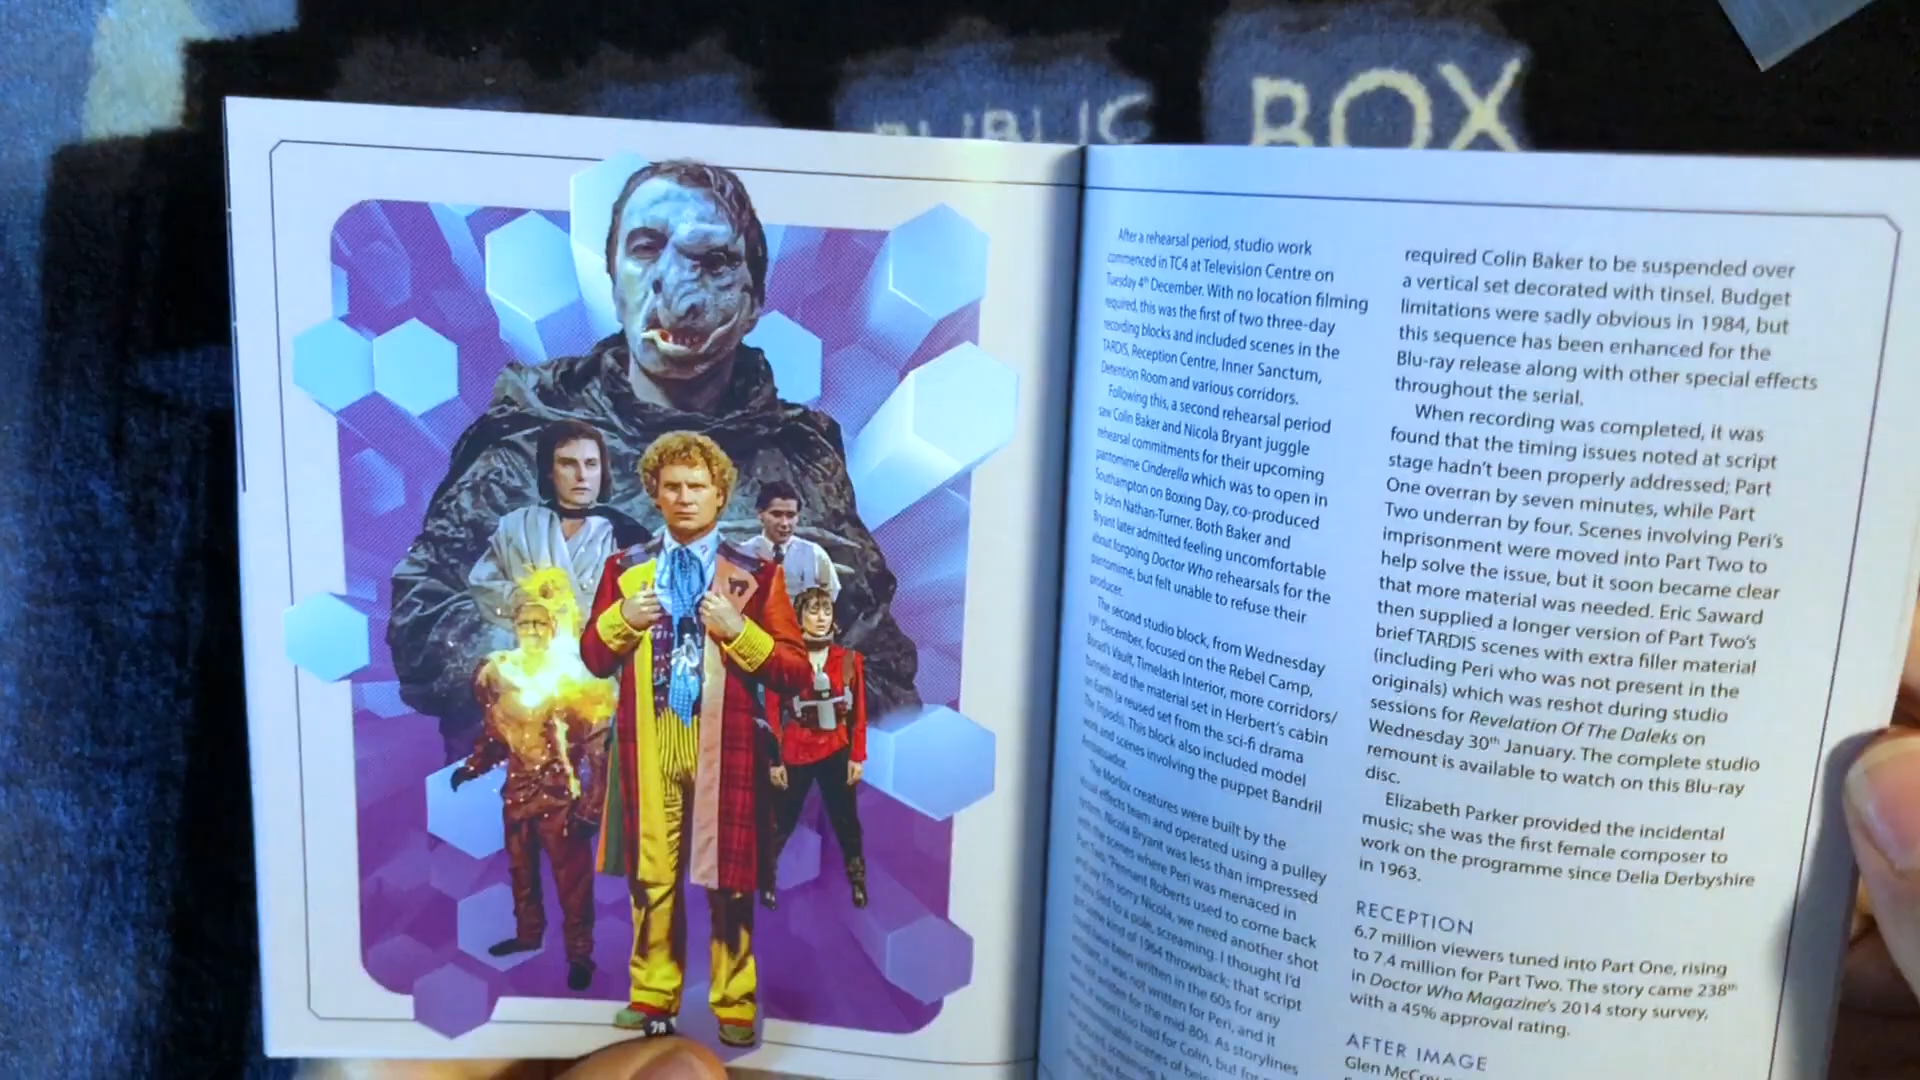 PUBLIC BOX
After a rehearsal period, studio work
commenced in TC4 at Television Centre on
Tuesday 4th December. With no location filming
required, this was the first of two three-day
recording blocks and included scenes in the
TARDIS, Reception Centre, Inner Sanctum,
Detention Room and various corridors.
Following this, a second rehearsal period
saw Colin Baker and Nicola Bryant juggle
rehearsal commitments for their upcoming
pantomime Cinderella which was to open in
Southampton on Boxing Day, co-produced
by John Nathan-Turner. Both Baker and
Bryant later admitted feeling uncomfortable
about forgoing Doctor Who rehearsals for the
pantomime, but felt unable to refuse their
producer.
The second studio block, from Wednesday
19th December, focused on the Rebel Camp,
Borad's Vault, Timelash Interior, more corridors/
tunnels and the material set in Herbert's cabin
on Earth (a reused set from the sci-fi drama
The Tripods). This block also included model
work and scenes involving the puppet Bandril
Ambassador.
The Morlox creatures were built by the
visual effects team and operated using a pulley
system. Nicola Bryant was less than impressed
with the scenes where Peri was menaced in
Part Two. "Pennant Roberts used to come back
and say I'm sorry Nicola, we need another shot
of you tied to a pole, screaming. I thought I'd
got some kind of 1964 throwback; that script
could have been written in the 60s for any
assistant, it was not written for Peri, and it
was not written for the mid-80s. As storylines
went, it wasn't too bad for Colin, but for
scenes of being
required Colin Baker to be suspended over
a vertical set decorated with tinsel. Budget
limitations were sadly obvious in 1984, but
this sequence has been enhanced for the
Blu-ray release along with other special effects
throughout the serial.
When recording was completed, it was
found that the timing issues noted at script
stage hadn't been properly addressed; Part
One overran by seven minutes, while Part
Two underran by four. Scenes involving Peri's
imprisonment were moved into Part Two to
help solve the issue, but it soon became clear
that more material was needed. Eric Saward
then supplied a longer version of Part Two's
brief TARDIS scenes with extra filler material
(including Peri who was not present in the
originals) which was reshot during studio
sessions for Revelation Of The Daleks on
Wednesday 30th January. The complete studio
remount is available to watch on this Blu-ray
disc.
Elizabeth Parker provided the incidental
music; she was the first female composer to
work on the programme since Delia Derbyshire
in 1963.
RECEPTION
6.7 million viewers tuned into Part One, rising
to 7.4 million for Part Two. The story came 238th
in Doctor Who Magazine's 2014 story survey,
with a 45% approval rating.
AFTER IMAGE
Glen McCoy